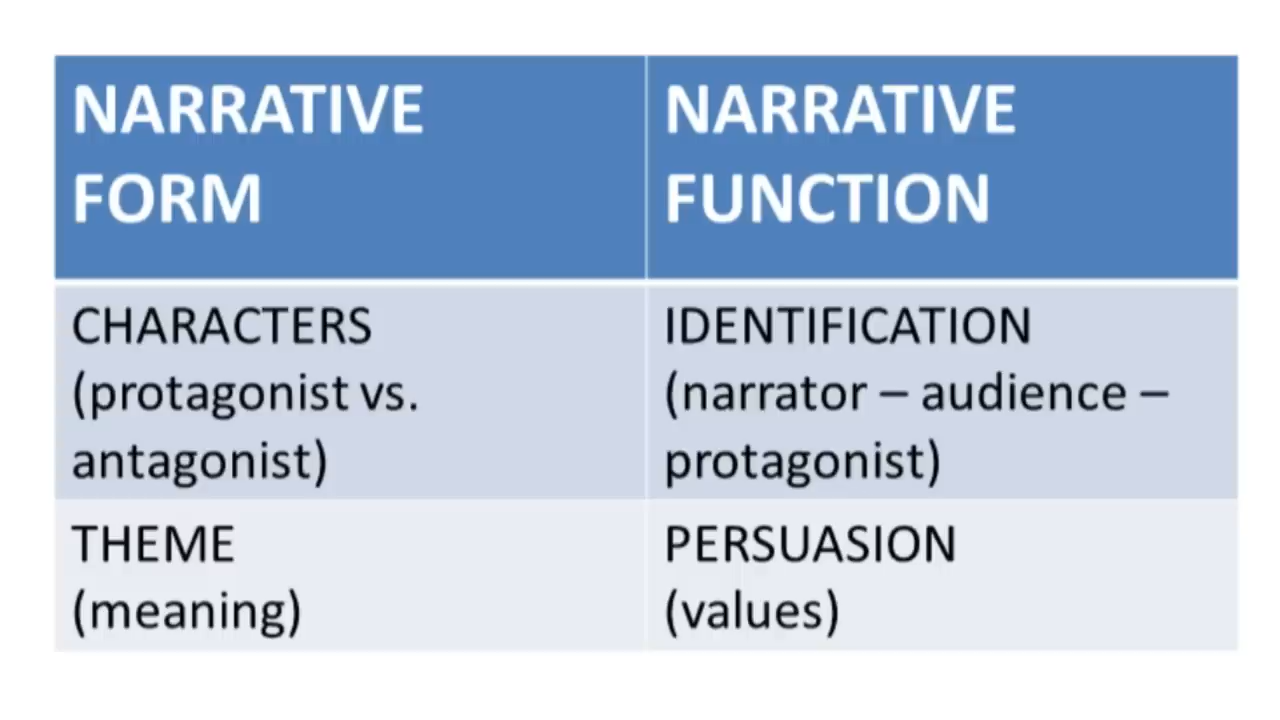 NARRATIVE
FORM
NARRATIVE
FUNCTION
CHARACTERS
(protagonist vs.
antagonist)
IDENTIFICATION
(narrator – audience –
protagonist)
THEME
(meaning)
PERSUASION
(values)